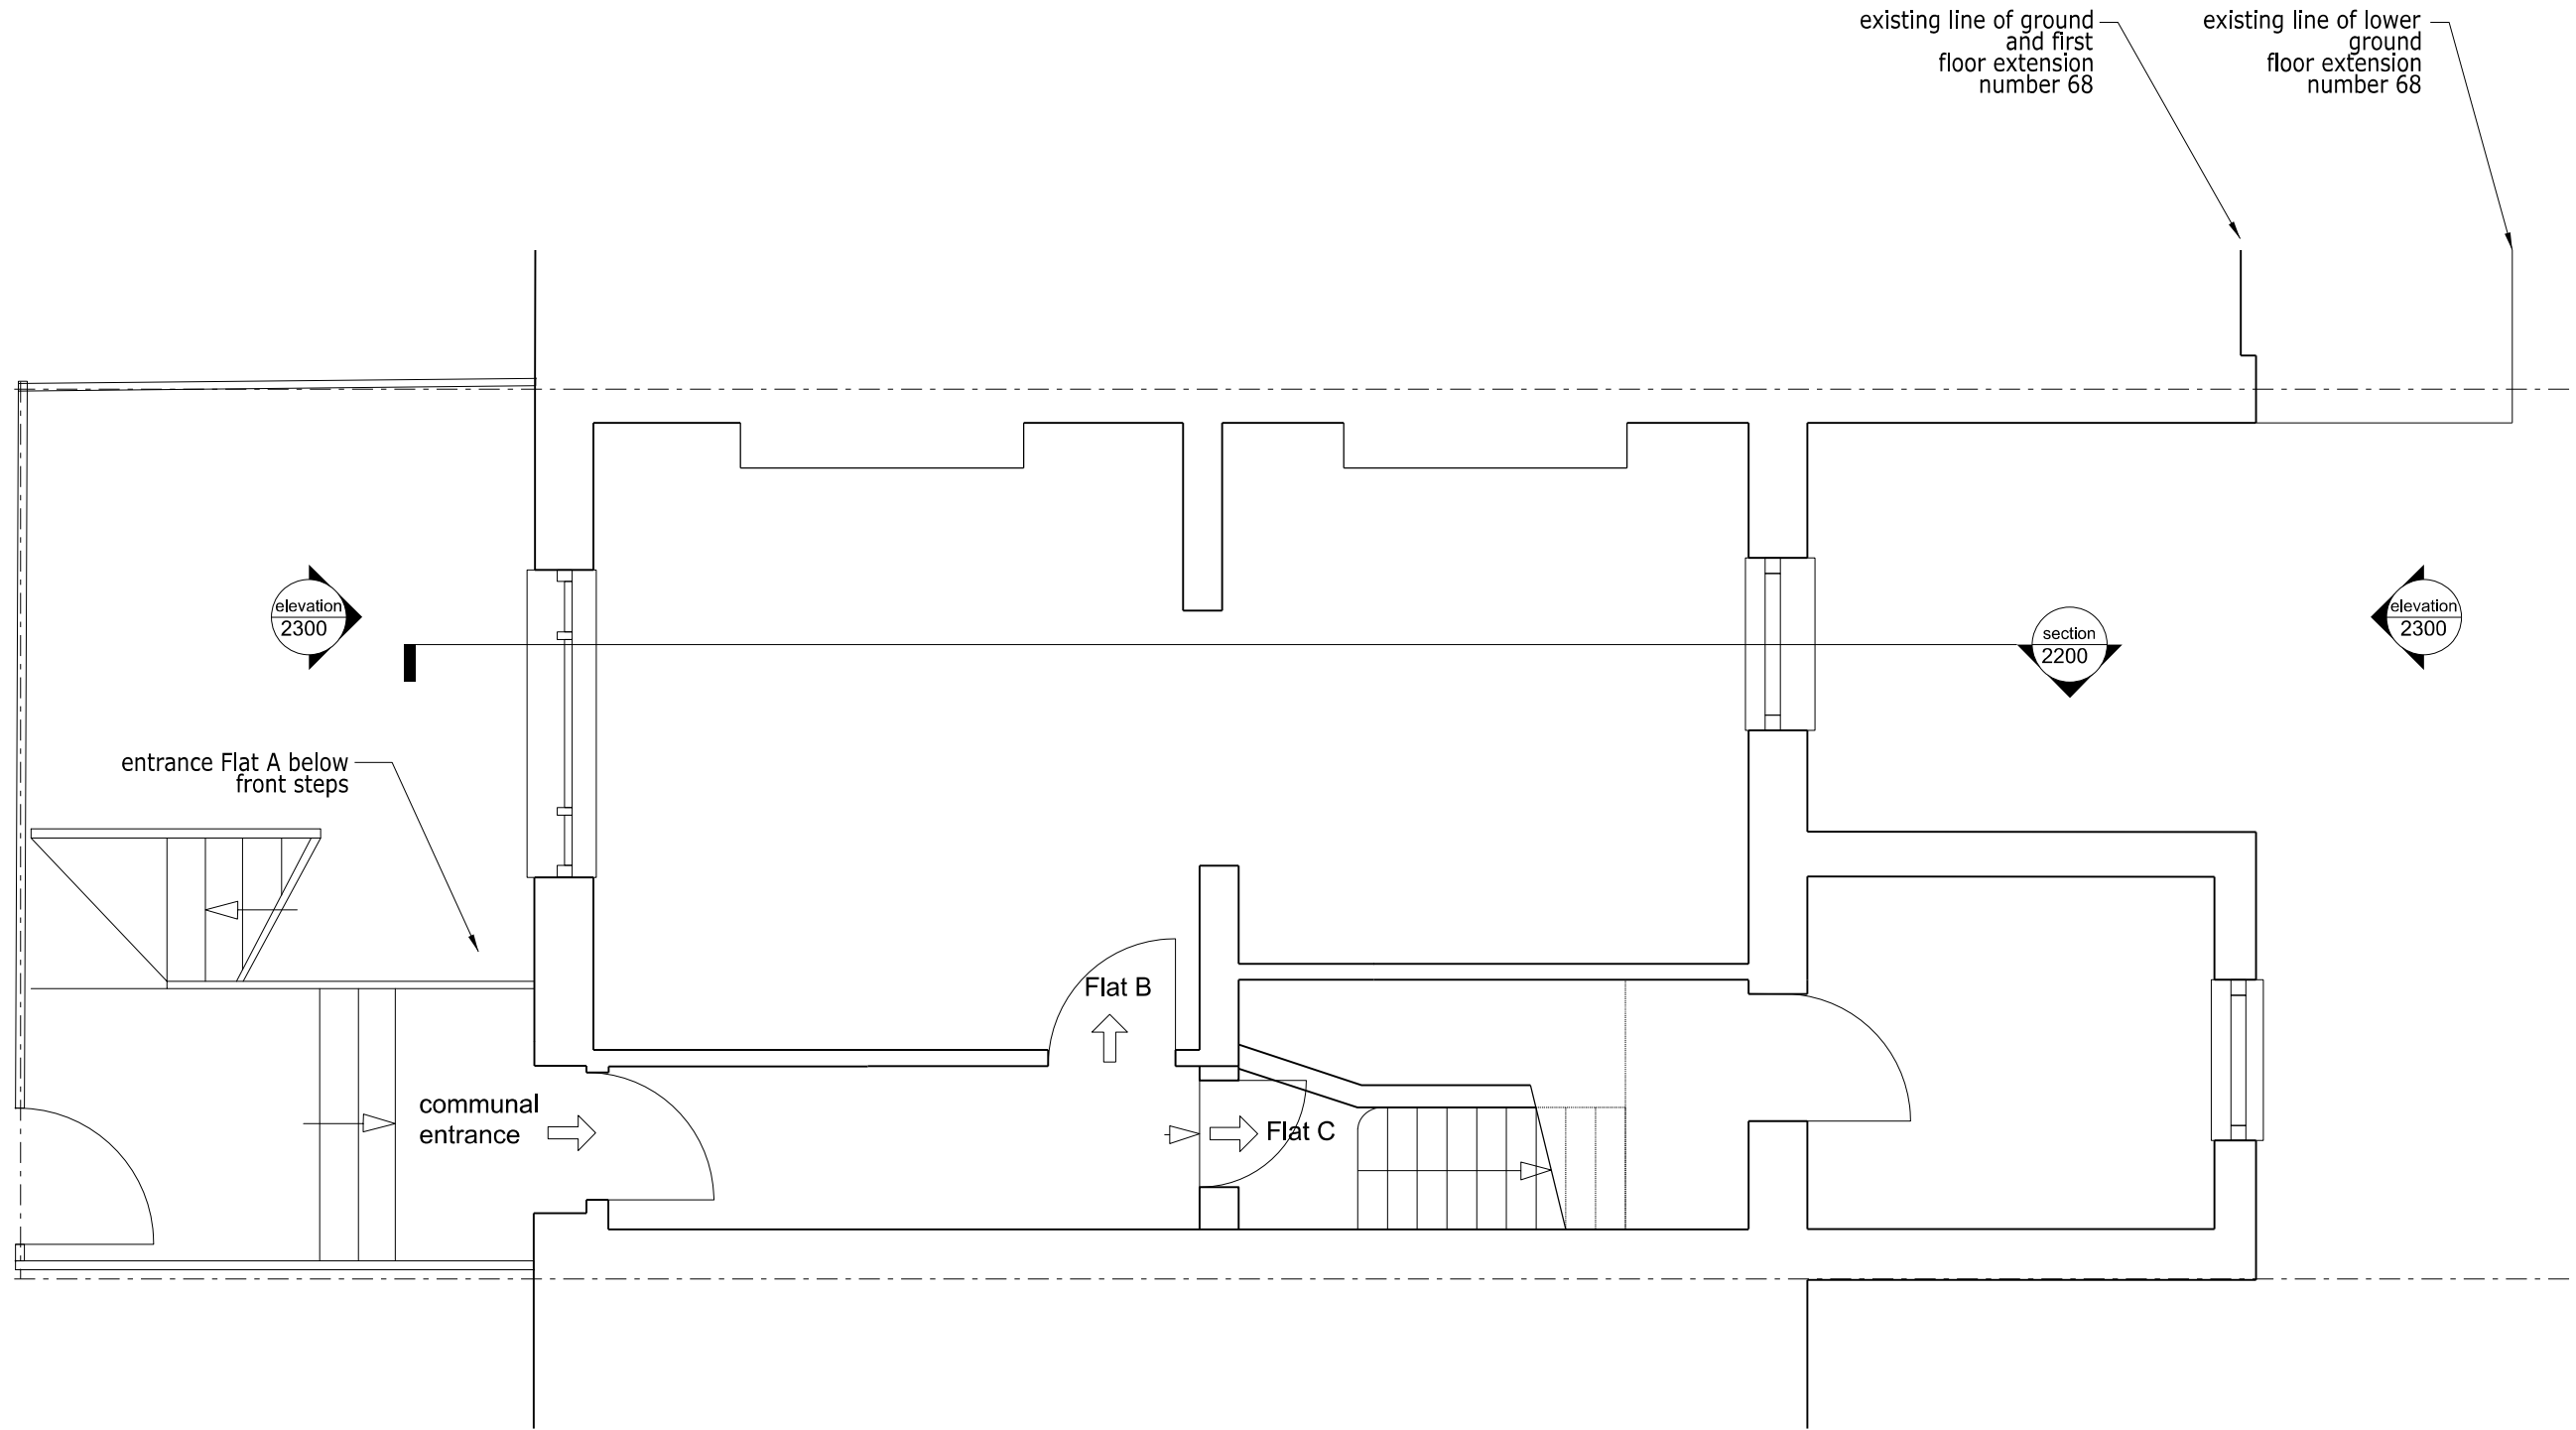 existing line of ground
and first
floor extension
number 68
existing line of lower
ground
floor extension
number 68
elevation
2300
section
2200
elevation
2300
entrance Flat A below
front steps
Flat B
communal
entrance
Flat C